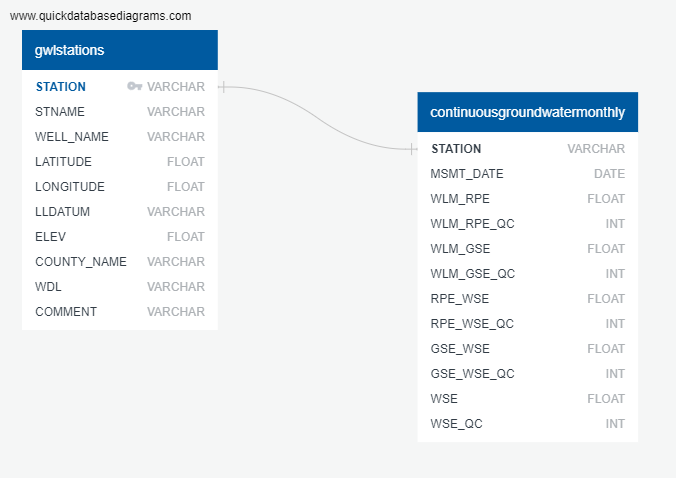 www.quickdatabasediagrams.com
gwlstations
STATION VARCHAR
STNAME VARCHAR
WELL_NAME VARCHAR
LATITUDE FLOAT
LONGITUDE FLOAT
LLDATUM VARCHAR
ELEV FLOAT
COUNTY_NAME VARCHAR
WDL VARCHAR
COMMENT VARCHAR
continuousgroundwatermonthly
STATION VARCHAR
MSMT_DATE DATE
WLM_RPE FLOAT
WLM_RPE_QC INT
WLM_GSE FLOAT
WLM_GSE_QC INT
RPE_WSE FLOAT
RPE_WSE_QC INT
GSE_WSE FLOAT
GSE_WSE_QC INT
WSE FLOAT
WSE_QC INT